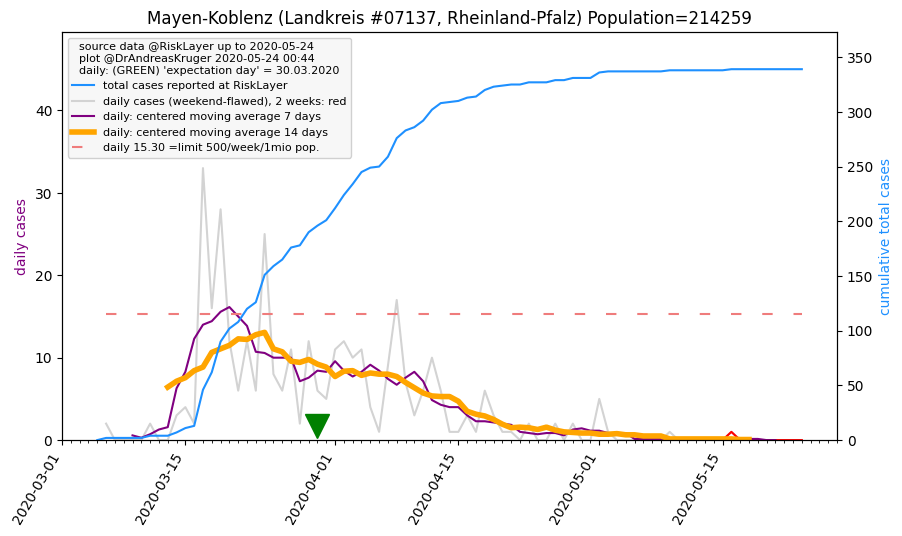 Mayen-Koblenz (Landkreis #07137, Rheinland-Pfalz) Population=214259
source data @RiskLayer up to 2020-05-24
plot @DrAndreasKruger 2020-05-24 00:44
daily: (GREEN) 'expectation day' = 30.03.2020
total cases reported at RiskLayer
daily cases (weekend-flawed), 2 weeks: red
daily: centered moving average 7 days
daily: centered moving average 14 days
daily 15.30 =limit 500/week/1mio pop.
daily cases
40
30
20
10
0
cumulative total cases
350
300
250
200
150
100
50
0
2020-03-01
2020-03-15
2020-04-01
2020-04-15
2020-05-01
2020-05-15